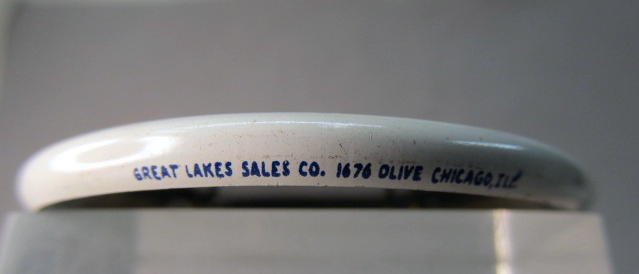 GREAT LAKES SALES CO. 1676 OLIVE CHICAGO, ILL